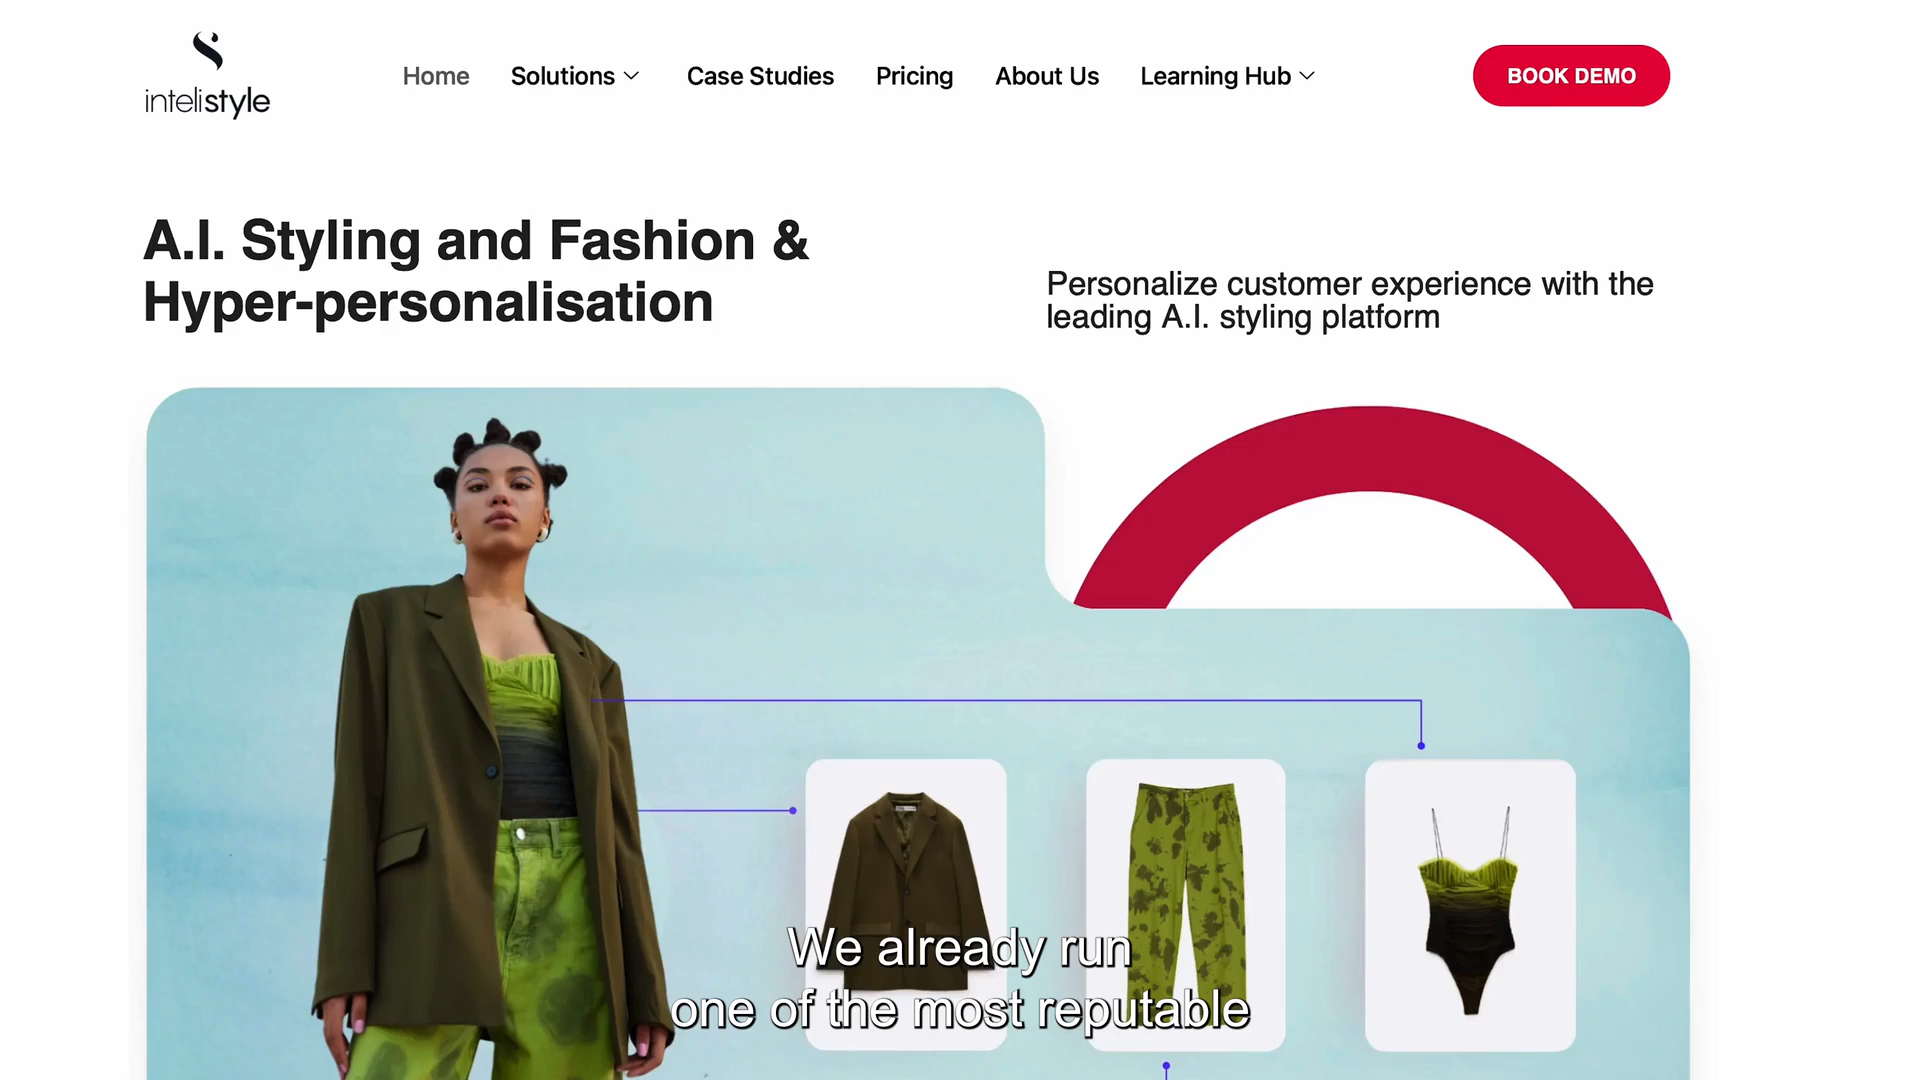 intelistyle
Home
Solutions
Case Studies
Pricing
About Us
Learning Hub
BOOK DEMO
A.I. Styling and Fashion &
Hyper-personalisation
Personalize customer experience with the
leading A.I. styling platform
We already run
one of the most reputable